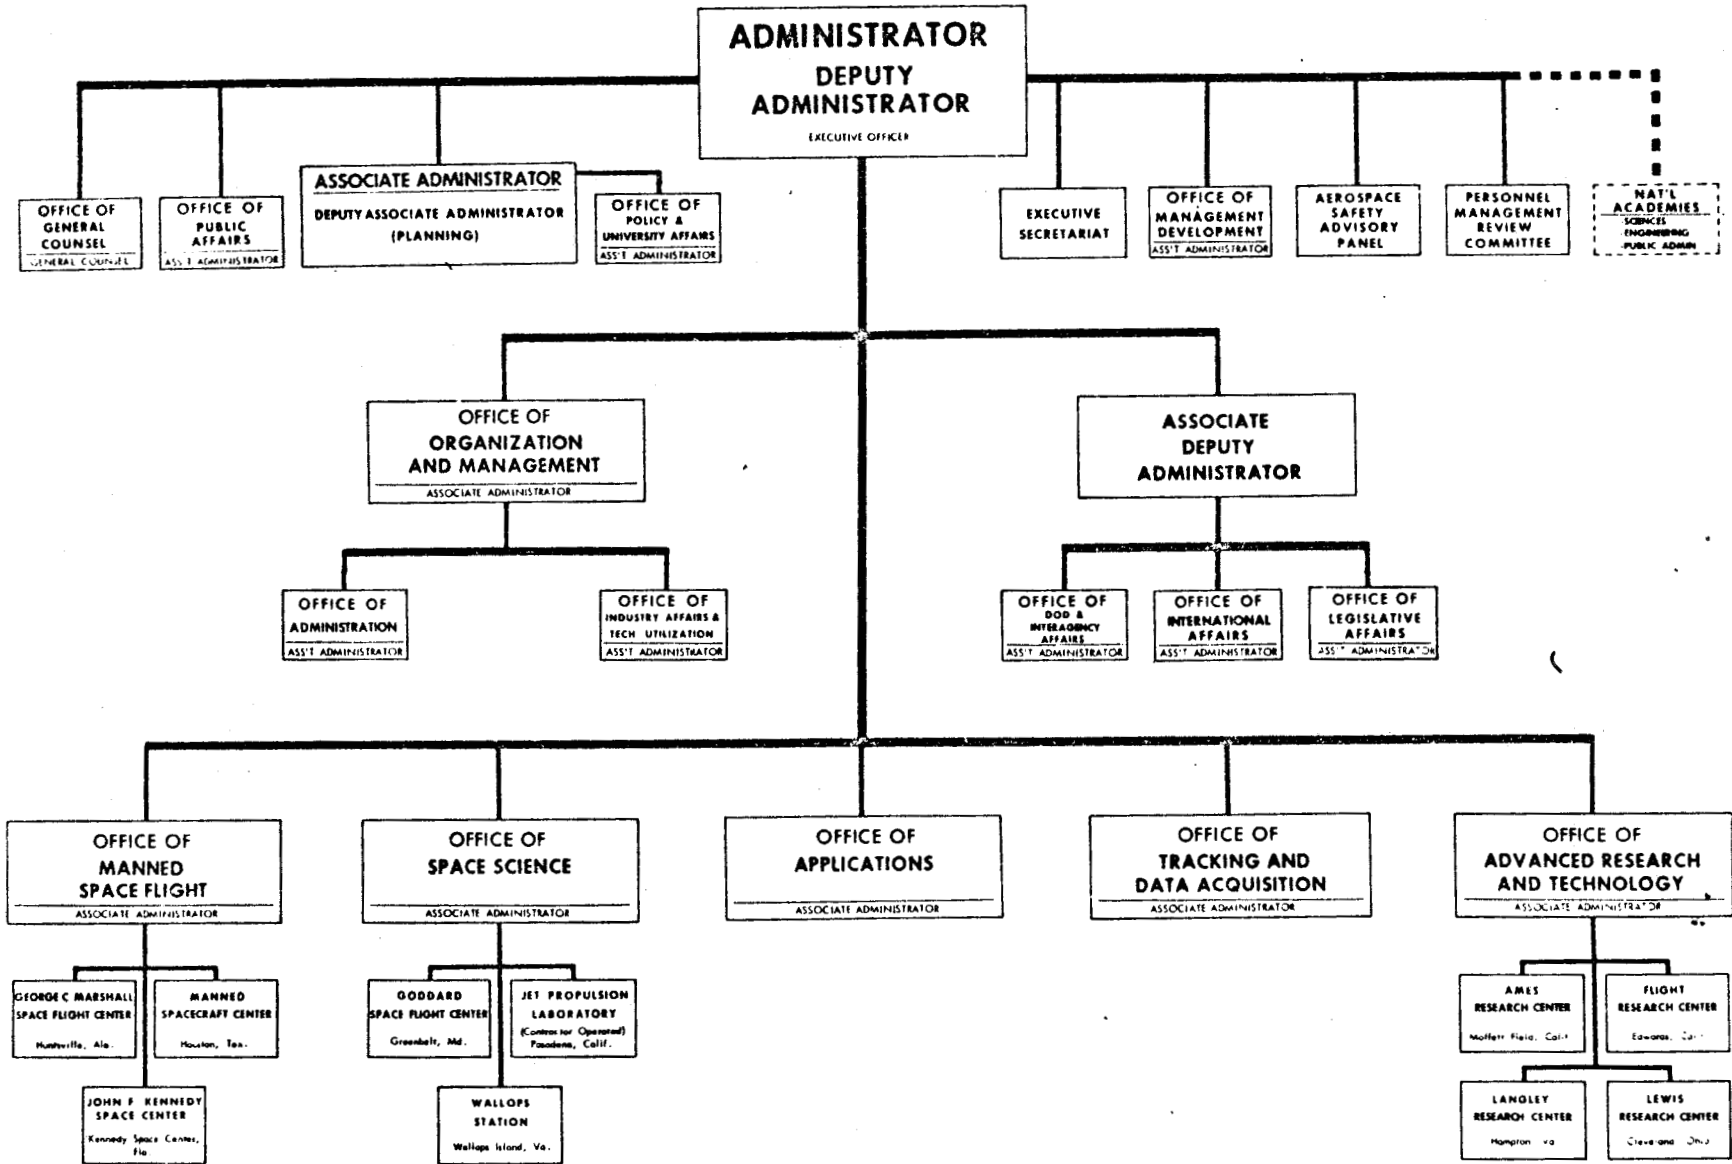 ADMINISTRATOR
DEPUTY
ADMINISTRATOR
EXECUTIVE OFFICER
OFFICE OF
GENERAL
COUNSEL
GENERAL COUNSEL
OFFICE OF
PUBLIC
AFFAIRS
ASS'T ADMINISTRATOR
ASSOCIATE ADMINISTRATOR
DEPUTY ASSOCIATE ADMINISTRATOR
(PLANNING)
OFFICE OF
POLICY &
UNIVERSITY AFFAIRS
ASS'T ADMINISTRATOR
EXECUTIVE
SECRETARIAT
OFFICE OF
MANAGEMENT
DEVELOPMENT
ASS'T ADMINISTRATOR
AEROSPACE
SAFETY
ADVISORY
PANEL
PERSONNEL
MANAGEMENT
REVIEW
COMMITTEE
NAT'L
ACADEMIES
SCIENCES
ENGINEERING
PUBLIC ADMIN
OFFICE OF
ORGANIZATION
AND MANAGEMENT
ASSOCIATE ADMINISTRATOR
ASSOCIATE
DEPUTY
ADMINISTRATOR
OFFICE OF
ADMINISTRATION
ASS'T ADMINISTRATOR
OFFICE OF
INDUSTRY AFFAIRS &
TECH UTILIZATION
ASS'T ADMINISTRATOR
OFFICE OF
DOD &
INTERAGENCY
AFFAIRS
ASS'T ADMINISTRATOR
OFFICE OF
INTERNATIONAL
AFFAIRS
ASS'T ADMINISTRATOR
OFFICE OF
LEGISLATIVE
AFFAIRS
ASS'T ADMINISTRATOR
OFFICE OF
MANNED
SPACE FLIGHT
ASSOCIATE ADMINISTRATOR
OFFICE OF
SPACE SCIENCE
ASSOCIATE ADMINISTRATOR
OFFICE OF
APPLICATIONS
ASSOCIATE ADMINISTRATOR
OFFICE OF
TRACKING AND
DATA ACQUISITION
ASSOCIATE ADMINISTRATOR
OFFICE OF
ADVANCED RESEARCH
AND TECHNOLOGY
ASSOCIATE ADMINISTRATOR
GEORGE C MARSHALL
SPACE FLIGHT CENTER
Huntsville, Ala.
MANNED
SPACECRAFT CENTER
Houston, Tex.
JOHN F KENNEDY
SPACE CENTER
Kennedy Space Center,
Fla
GODDARD
SPACE FLIGHT CENTER
Greenbelt, Md.
JET PROPULSION
LABORATORY
(Contractor Operated)
Pasadena, Calif.
WALLOPS
STATION
Wallops Island, Va.
AMES
RESEARCH CENTER
Moffett Field, Calif
FLIGHT
RESEARCH CENTER
Edwards,
LANGLEY
RESEARCH CENTER
Hampton Va
LEWIS
RESEARCH CENTER
Cleveland Ohio